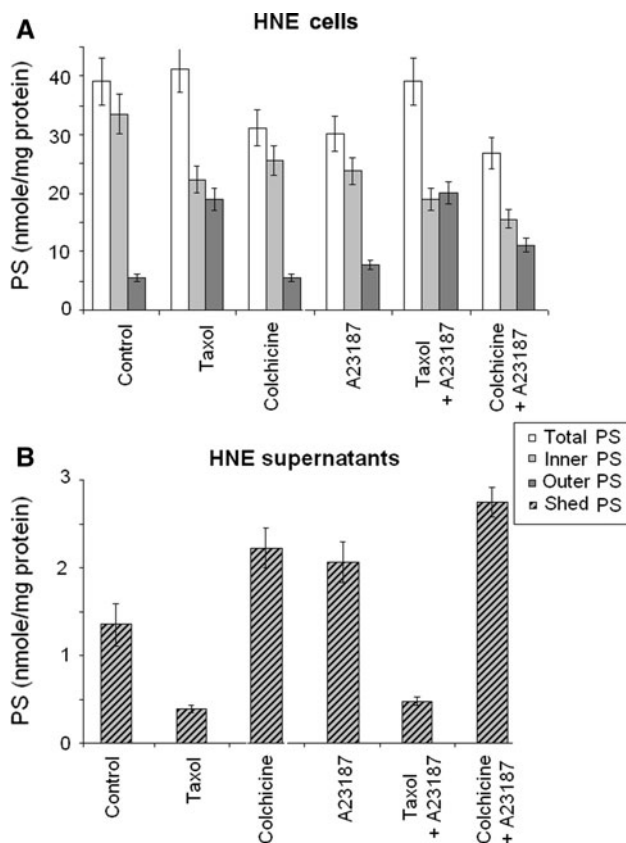 A
HNE cells
PS (nmole/mg protein)
40
30
20
10
0
Control
Taxol
Colchicine
A23187
Taxol
+ A23187
Colchicine
+ A23187
Total PS
Inner PS
Outer PS
Shed PS
B
HNE supernatants
PS (nmole/mg protein)
3
2
1
0
Control
Taxol
Colchicine
A23187
Taxol
+ A23187
Colchicine
+ A23187